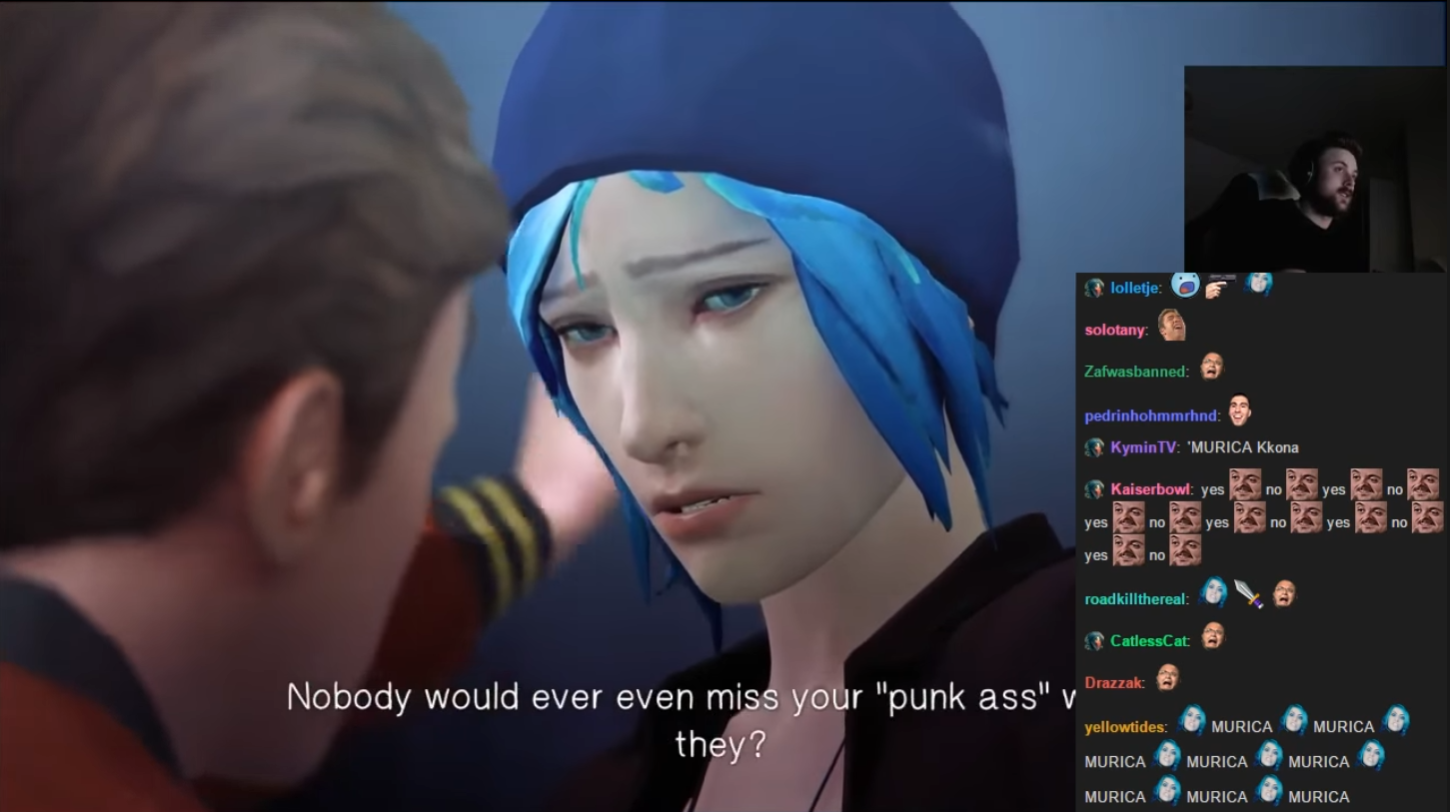 Nobody would ever even miss your "punk ass"
they?
lolletje:
solotany:
Zafwasbanned:
pedrinhohmmrhnd:
KyminTV: 'MURICA Kkona
Kaiserbowl: yes no yes no
yes no yes no yes no
yes no
roadkillthereal:
CatlessCat:
Drazzak:
yellowtides: MURICA MURICA
MURICA MURICA MURICA
MURICA MURICA MURICA